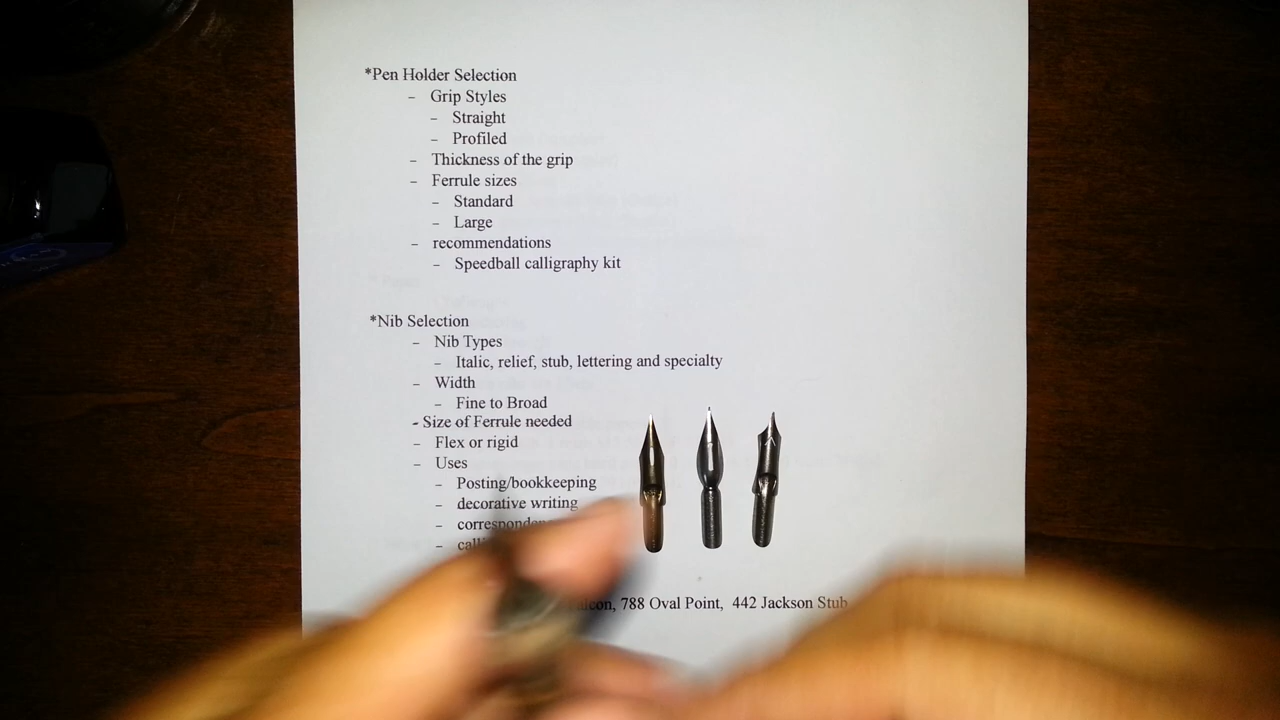 *Pen Holder Selection
- Grip Styles
- Straight
- Profiled
- Thickness of the grip
- Ferrule sizes
- Standard
- Large
- recommendations
- Speedball calligraphy kit
*Nib Selection
- Nib Types
- Italic, relief, stub, lettering and specialty
- Width
- Fine to Broad
- Size of Ferrule needed
- Flex or rigid
- Uses
- Posting/bookkeeping
- decorative writing
-
-
788 Oval Point, 442 Jackson Stub